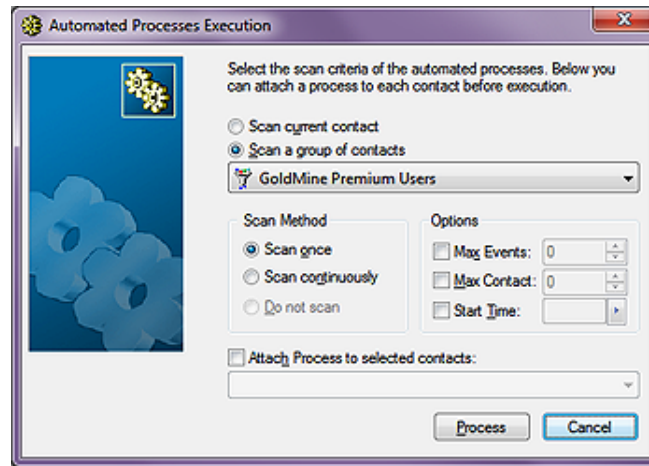 Automated Processes Execution
Select the scan criteria of the automated processes. Below you
can attach a process to each contact before execution.
Scan current contact
Scan a group of contacts
GoldMine Premium Users
Scan Method
Scan once
Scan continuously
Do not scan
Options
Max Events: 0
Max Contact: 0
Start Time:
Attach Process to selected contacts:
Process Cancel